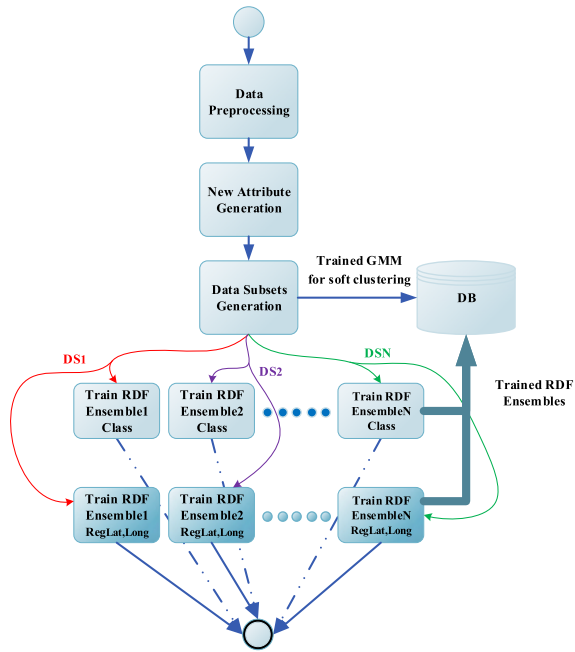 Data
Preprocessing
New Attribute
Generation
Data Subsets
Generation
Trained GMM
for soft clustering
DB
DS1
DS2
DSN
Trained RDF
Ensembles
Train RDF
Ensemble1
Class
Train RDF
Ensemble2
Class
Train RDF
EnsembleN
Class
Train RDF
Ensemble1
RegLat,Long
Train RDF
Ensemble2
RegLat,Long
Train RDF
EnsembleN
RegLat,Long